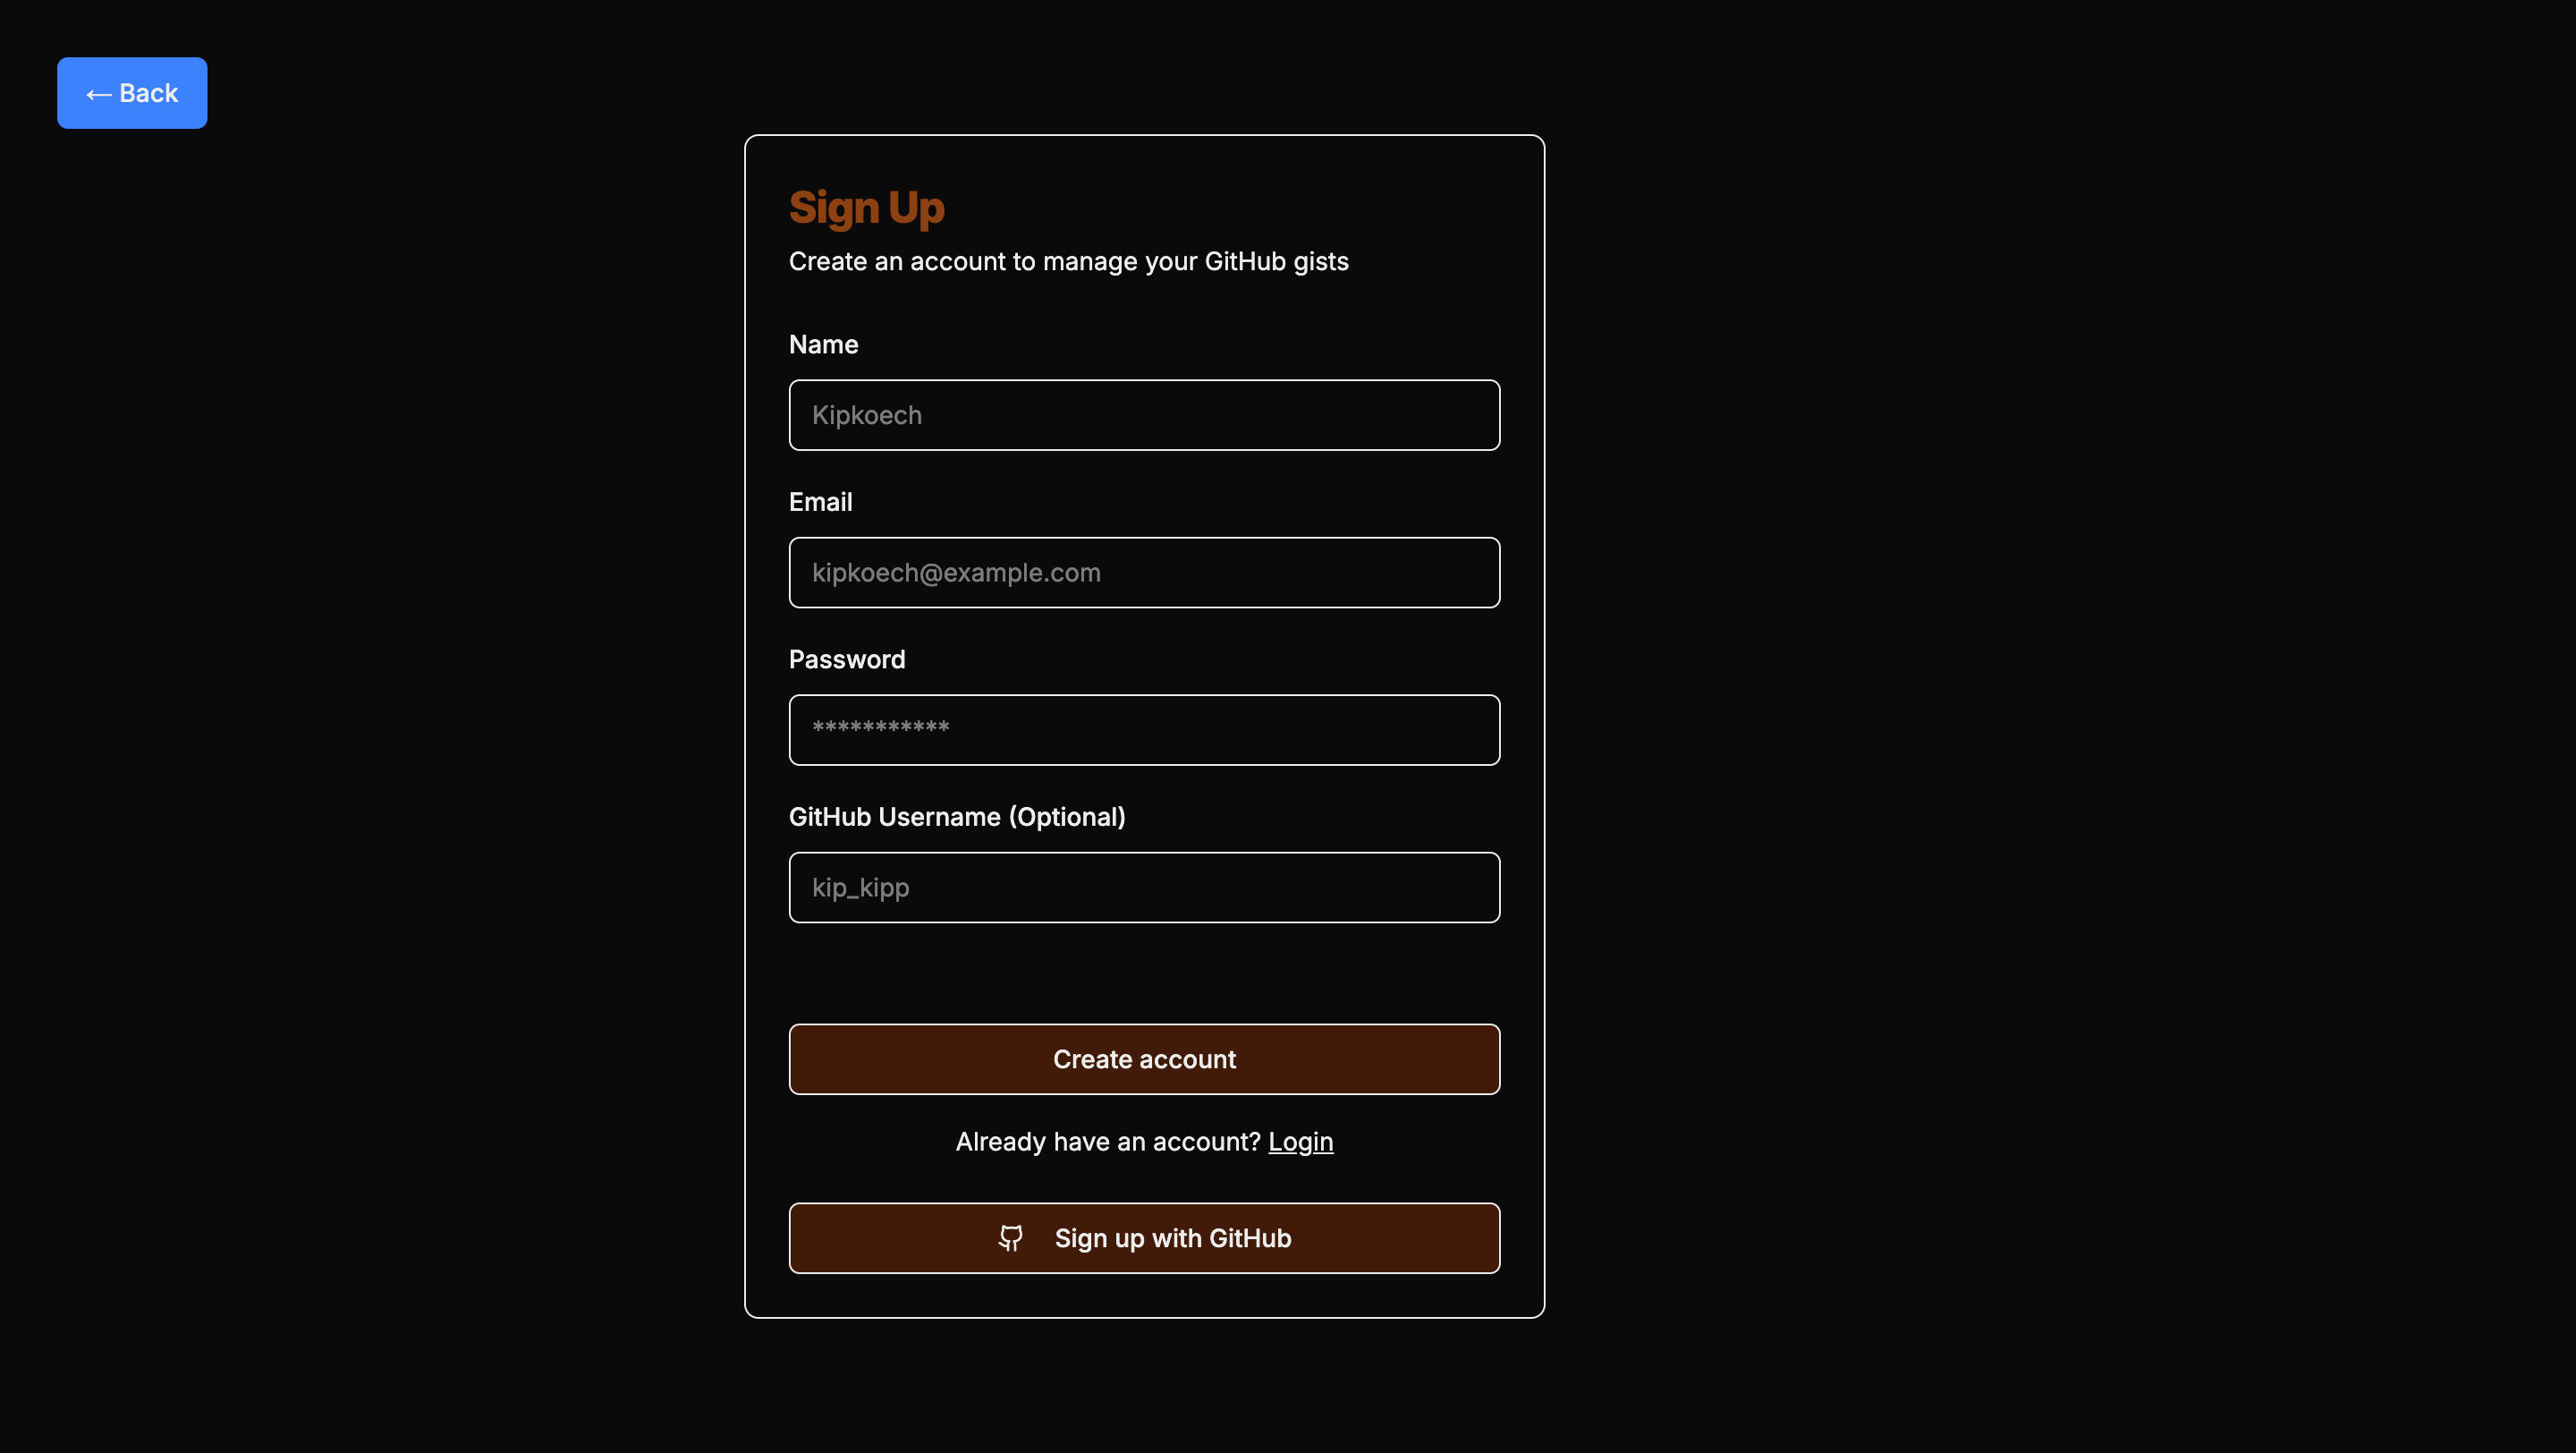 ← Back
Sign Up
Create an account to manage your GitHub gists
Name
Kipkoech
Email
kipkoech@example.com
Password
***********
GitHub Username (Optional)
kip_kipp
Create account
Already have an account? Login
Sign up with GitHub